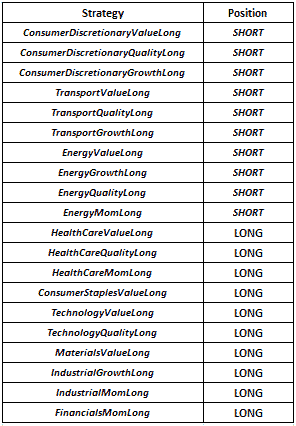 Strategy Position
ConsumerDiscretionaryValueLong SHORT
ConsumerDiscretionaryQualityLong SHORT
ConsumerDiscretionaryGrowthLong SHORT
TransportValueLong SHORT
TransportQualityLong SHORT
TransportGrowthLong SHORT
EnergyValueLong SHORT
EnergyGrowthLong SHORT
EnergyQualityLong SHORT
EnergyMomLong SHORT
HealthCareValueLong LONG
HealthCareQualityLong LONG
HealthCareMomLong LONG
ConsumerStaplesValueLong LONG
TechnologyValueLong LONG
TechnologyQualityLong LONG
MaterialsValueLong LONG
IndustrialGrowthLong LONG
IndustrialMomLong LONG
FinancialsMomLong LONG